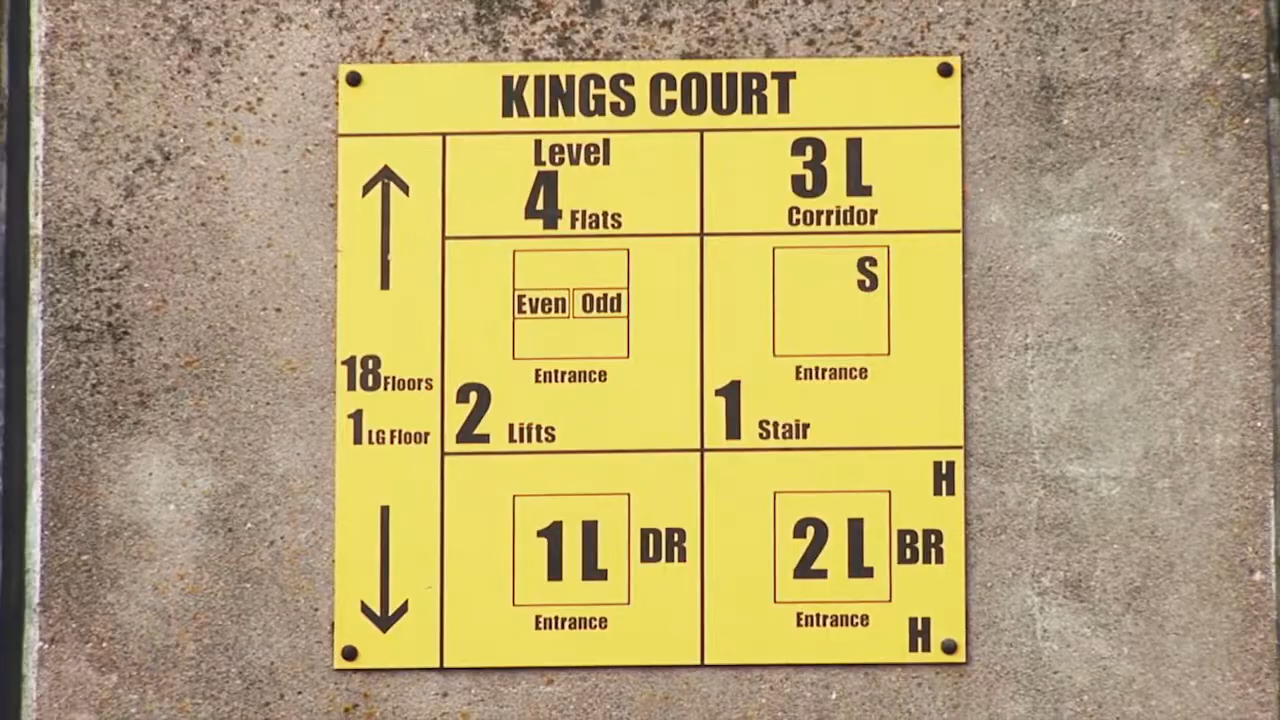 KINGS COURT
Level
4 Flats
3 L
Corridor
18 Floors
1 LG Floor
Even Odd
Entrance
2 Lifts
S
Entrance
1 Stair
1 L DR
Entrance
H
2 L BR
Entrance
H